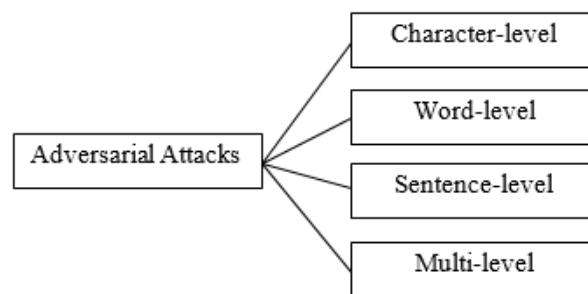 Character-level
Word-level
Adversarial Attacks
Sentence-level
Multi-level